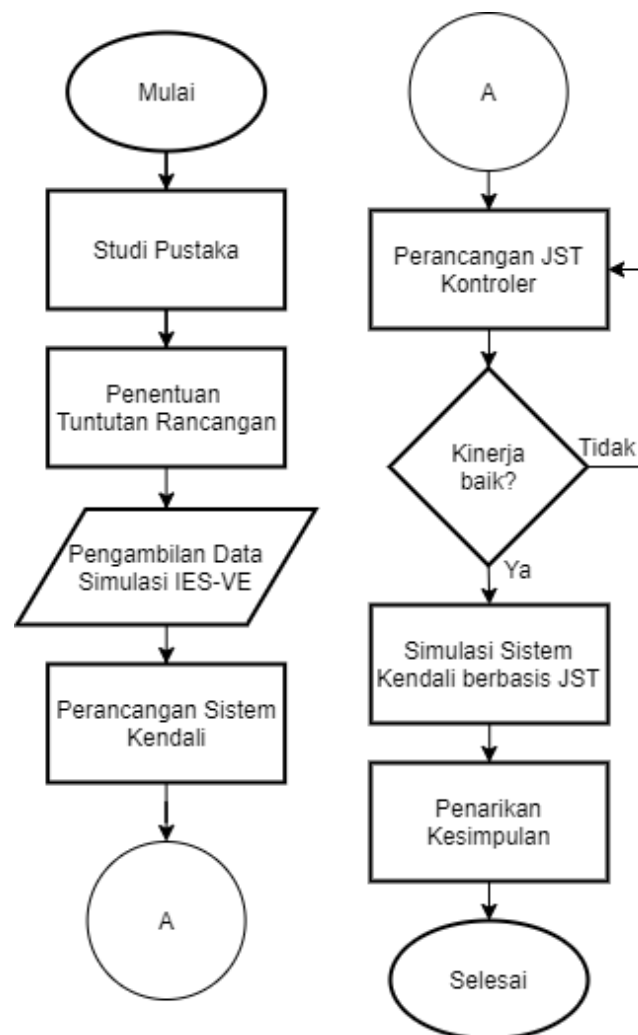 Mulai
Studi Pustaka
Penentuan
Tuntutan Rancangan
Pengambilan Data
Simulasi IES-VE
Perancangan Sistem
Kendali
A
A
Perancangan JST
Kontroler
Kinerja
baik?
Tidak
Ya
Simulasi Sistem
Kendali berbasis JST
Penarikan
Kesimpulan
Selesai